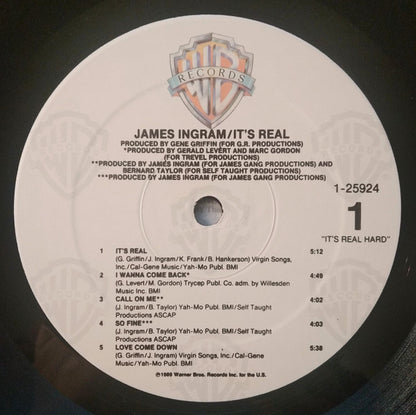 RECORDS
JAMES INGRAM/IT'S REAL
PRODUCED BY GENE GRIFFIN (FOR G.R. PRODUCTIONS)
*PRODUCED BY GERALD LEVERT AND MARC GORDON
(FOR TREVEL PRODUCTIONS)
**PRODUCED BY JAMES INGRAM (FOR JAMES GANG PRODUCTIONS) AND
BERNARD TAYLOR (FOR SELF TAUGHT PRODUCTIONS)
***PRODUCED BY JAMES INGRAM (FOR JAMES GANG PRODUCTIONS)
1-25924
1
"IT'S REAL HARD"
1 IT'S REAL 5:12
(G. Griffin/J. Ingram/K. Frank/B. Hankerson) Virgin Songs,
Inc./Cal-Gene Music/Yah-Mo Publ. BMI
2 I WANNA COME BACK* 4:49
(G. Levert/M. Gordon) Trycep Publ. Co. adm. by Willesden
Music Inc. BMI
3 CALL ON ME** 4:02
(J. Ingram/B. Taylor) Yah-Mo Publ. BMI/Self Taught
Productions ASCAP
4 SO FINE*** 4:03
(J. Ingram/B. Taylor) Yah-Mo Publ. BMI/Self Taught
Productions ASCAP
5 LOVE COME DOWN 5:38
(G. Griffin/J. Ingram) Virgin Songs, Inc./Cal-Gene
Music/Yah-Mo Publ. BMI
℗1989 Warner Bros. Records Inc. for the U.S.